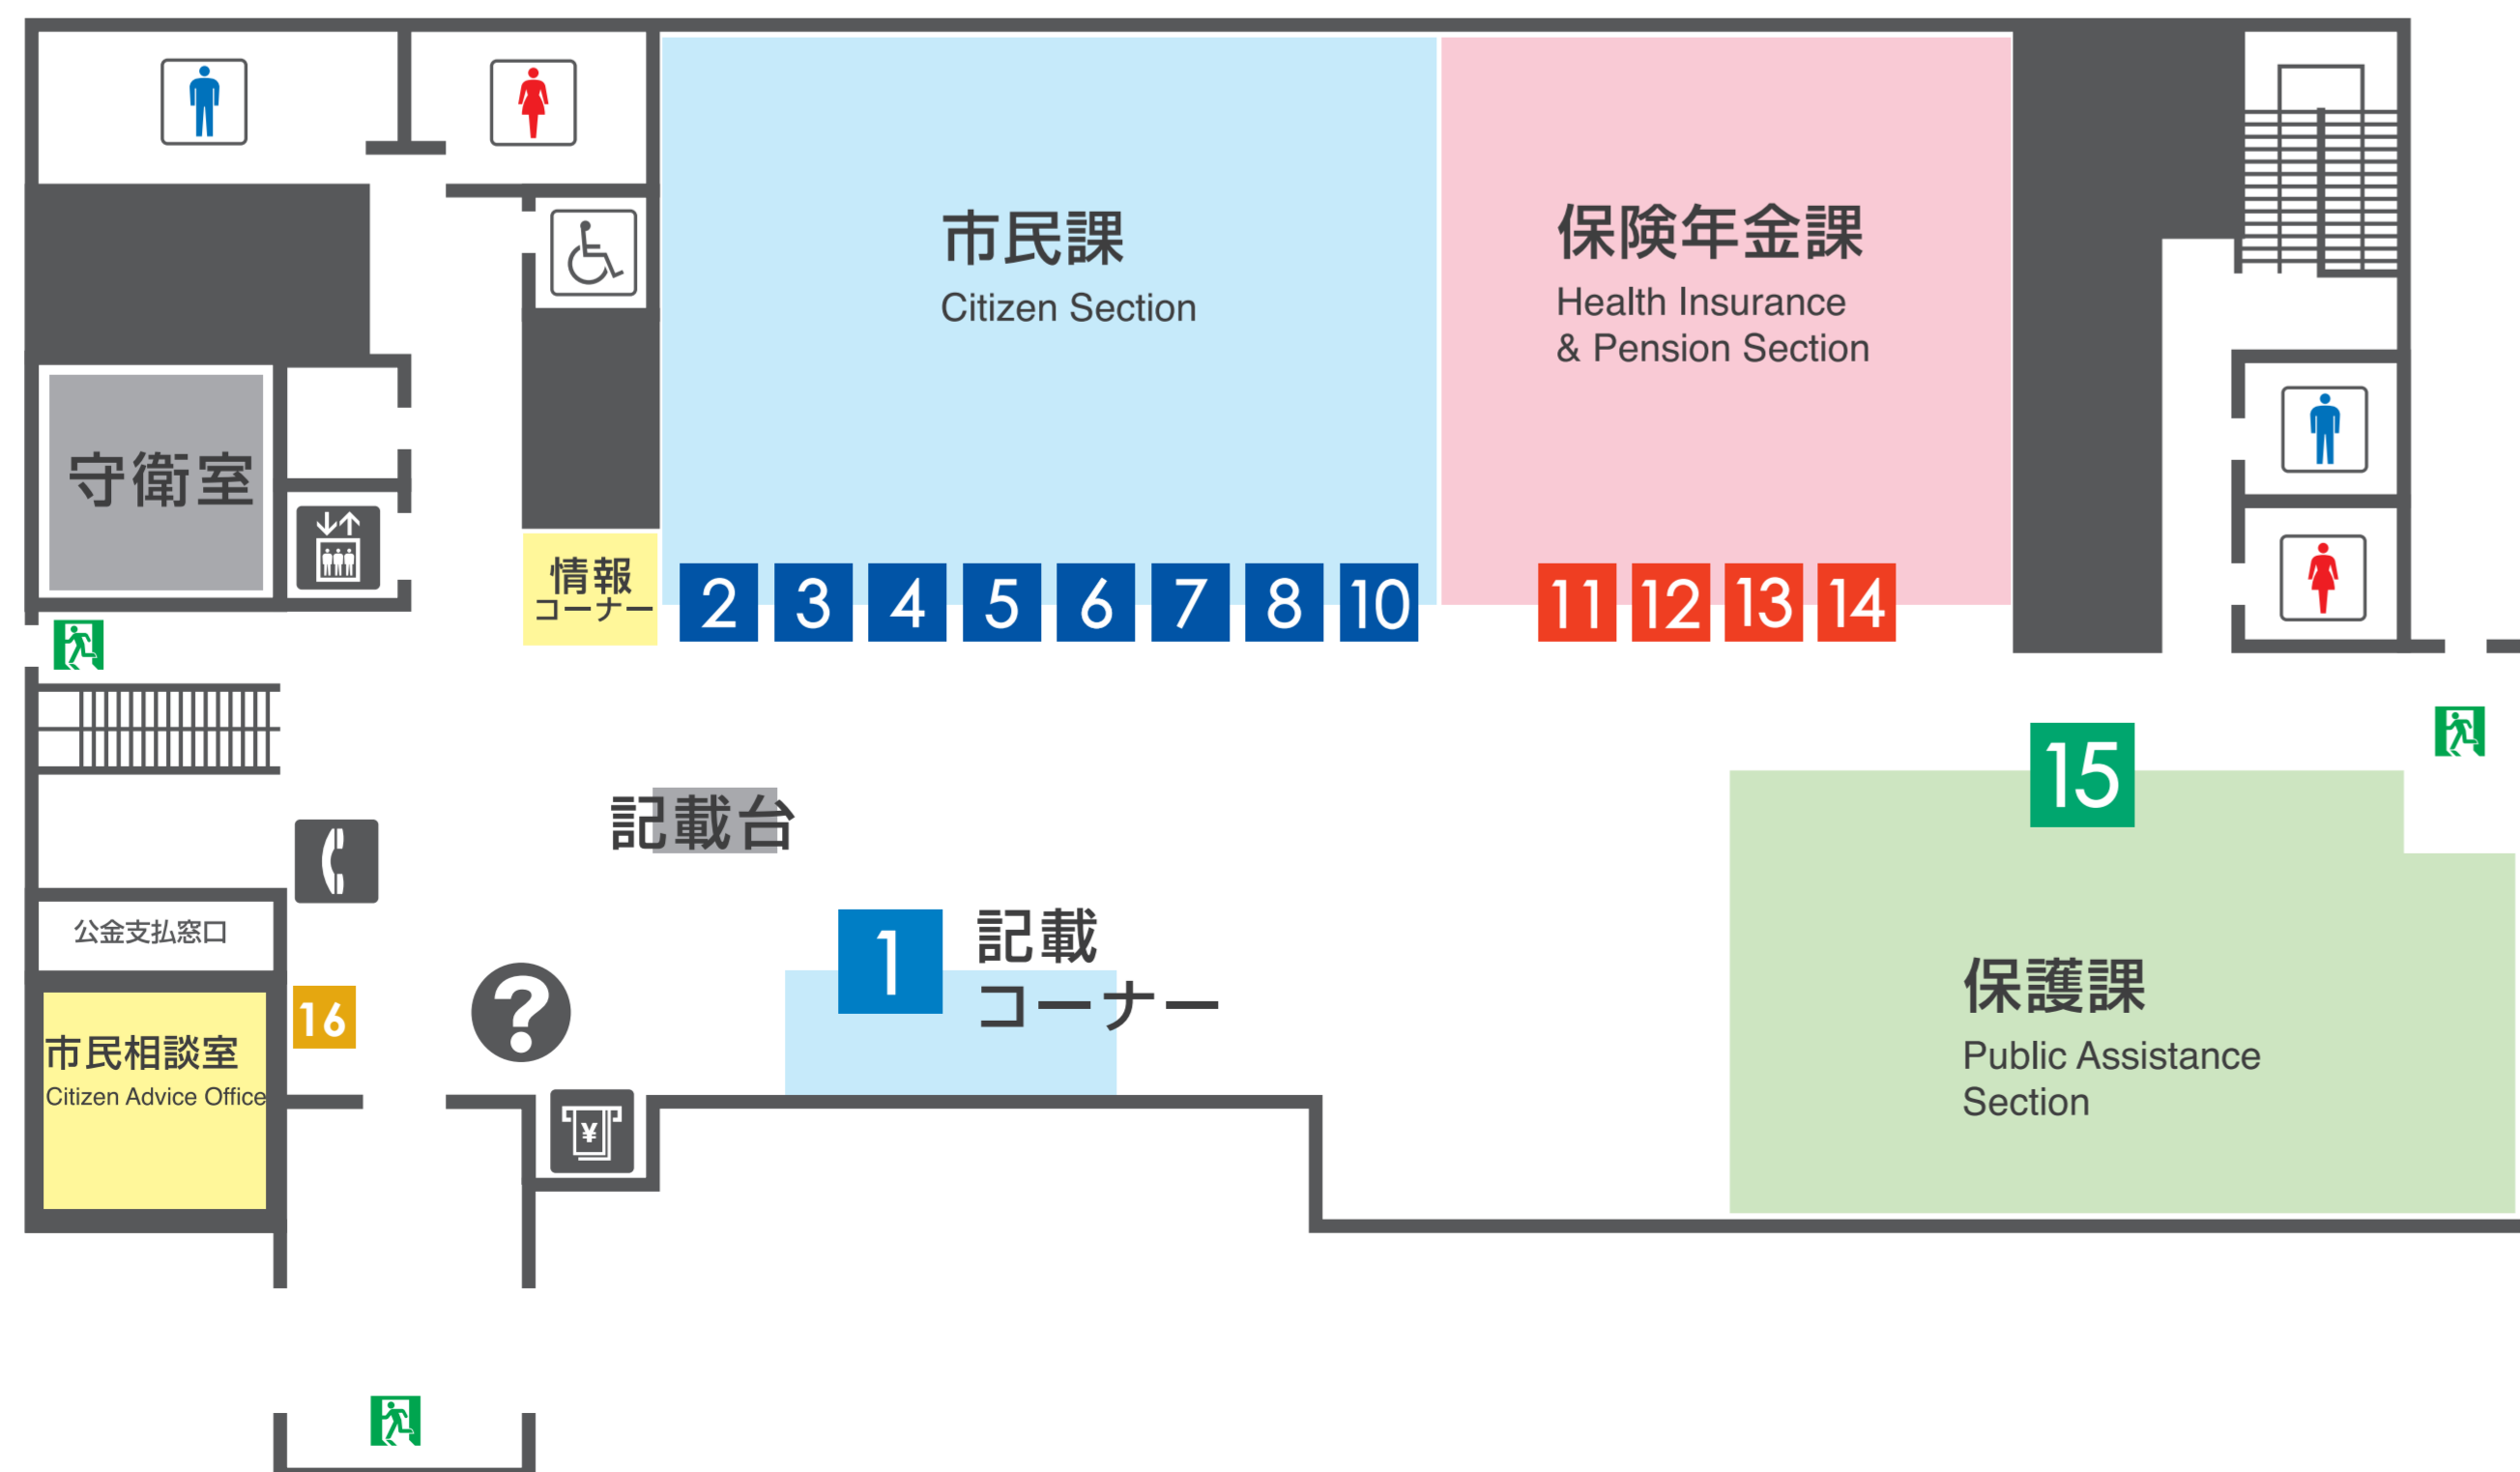 市民課
Citizen Section
保険年金課
Health Insurance
& Pension Section
守衛室
情報
コーナー
2 3 4 5 6 7 8 10
11 12 13 14
15
記載台
公金支払窓口
1
記載
コーナー
?
16
市民相談室
Citizen Advice Office
¥
保護課
Public Assistance
Section